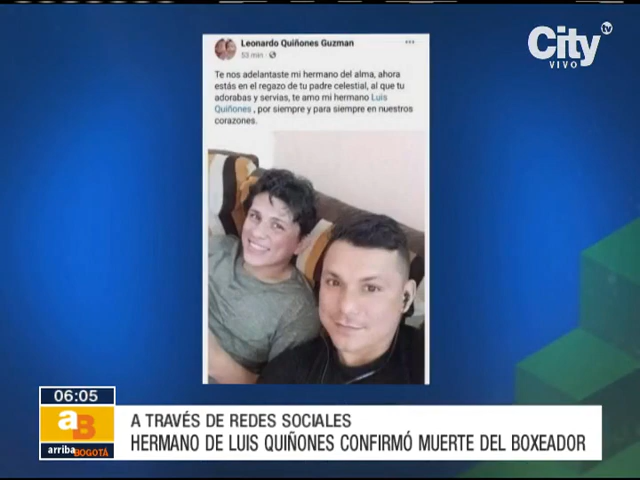 Leonardo Quiñones Guzman
53 min
Te nos adelantaste mi hermano del alma, ahora
estás en el regazo de tu padre celestial, al que tu
adorabas y servias, te amo mi hermano Luis
Quiñones , por siempre y para siempre en nuestros
corazones.
City tv
VIVO
06:05
aB
arriba BOGOTÁ
A TRAVÉS DE REDES SOCIALES
HERMANO DE LUIS QUIÑONES CONFIRMÓ MUERTE DEL BOXEADOR